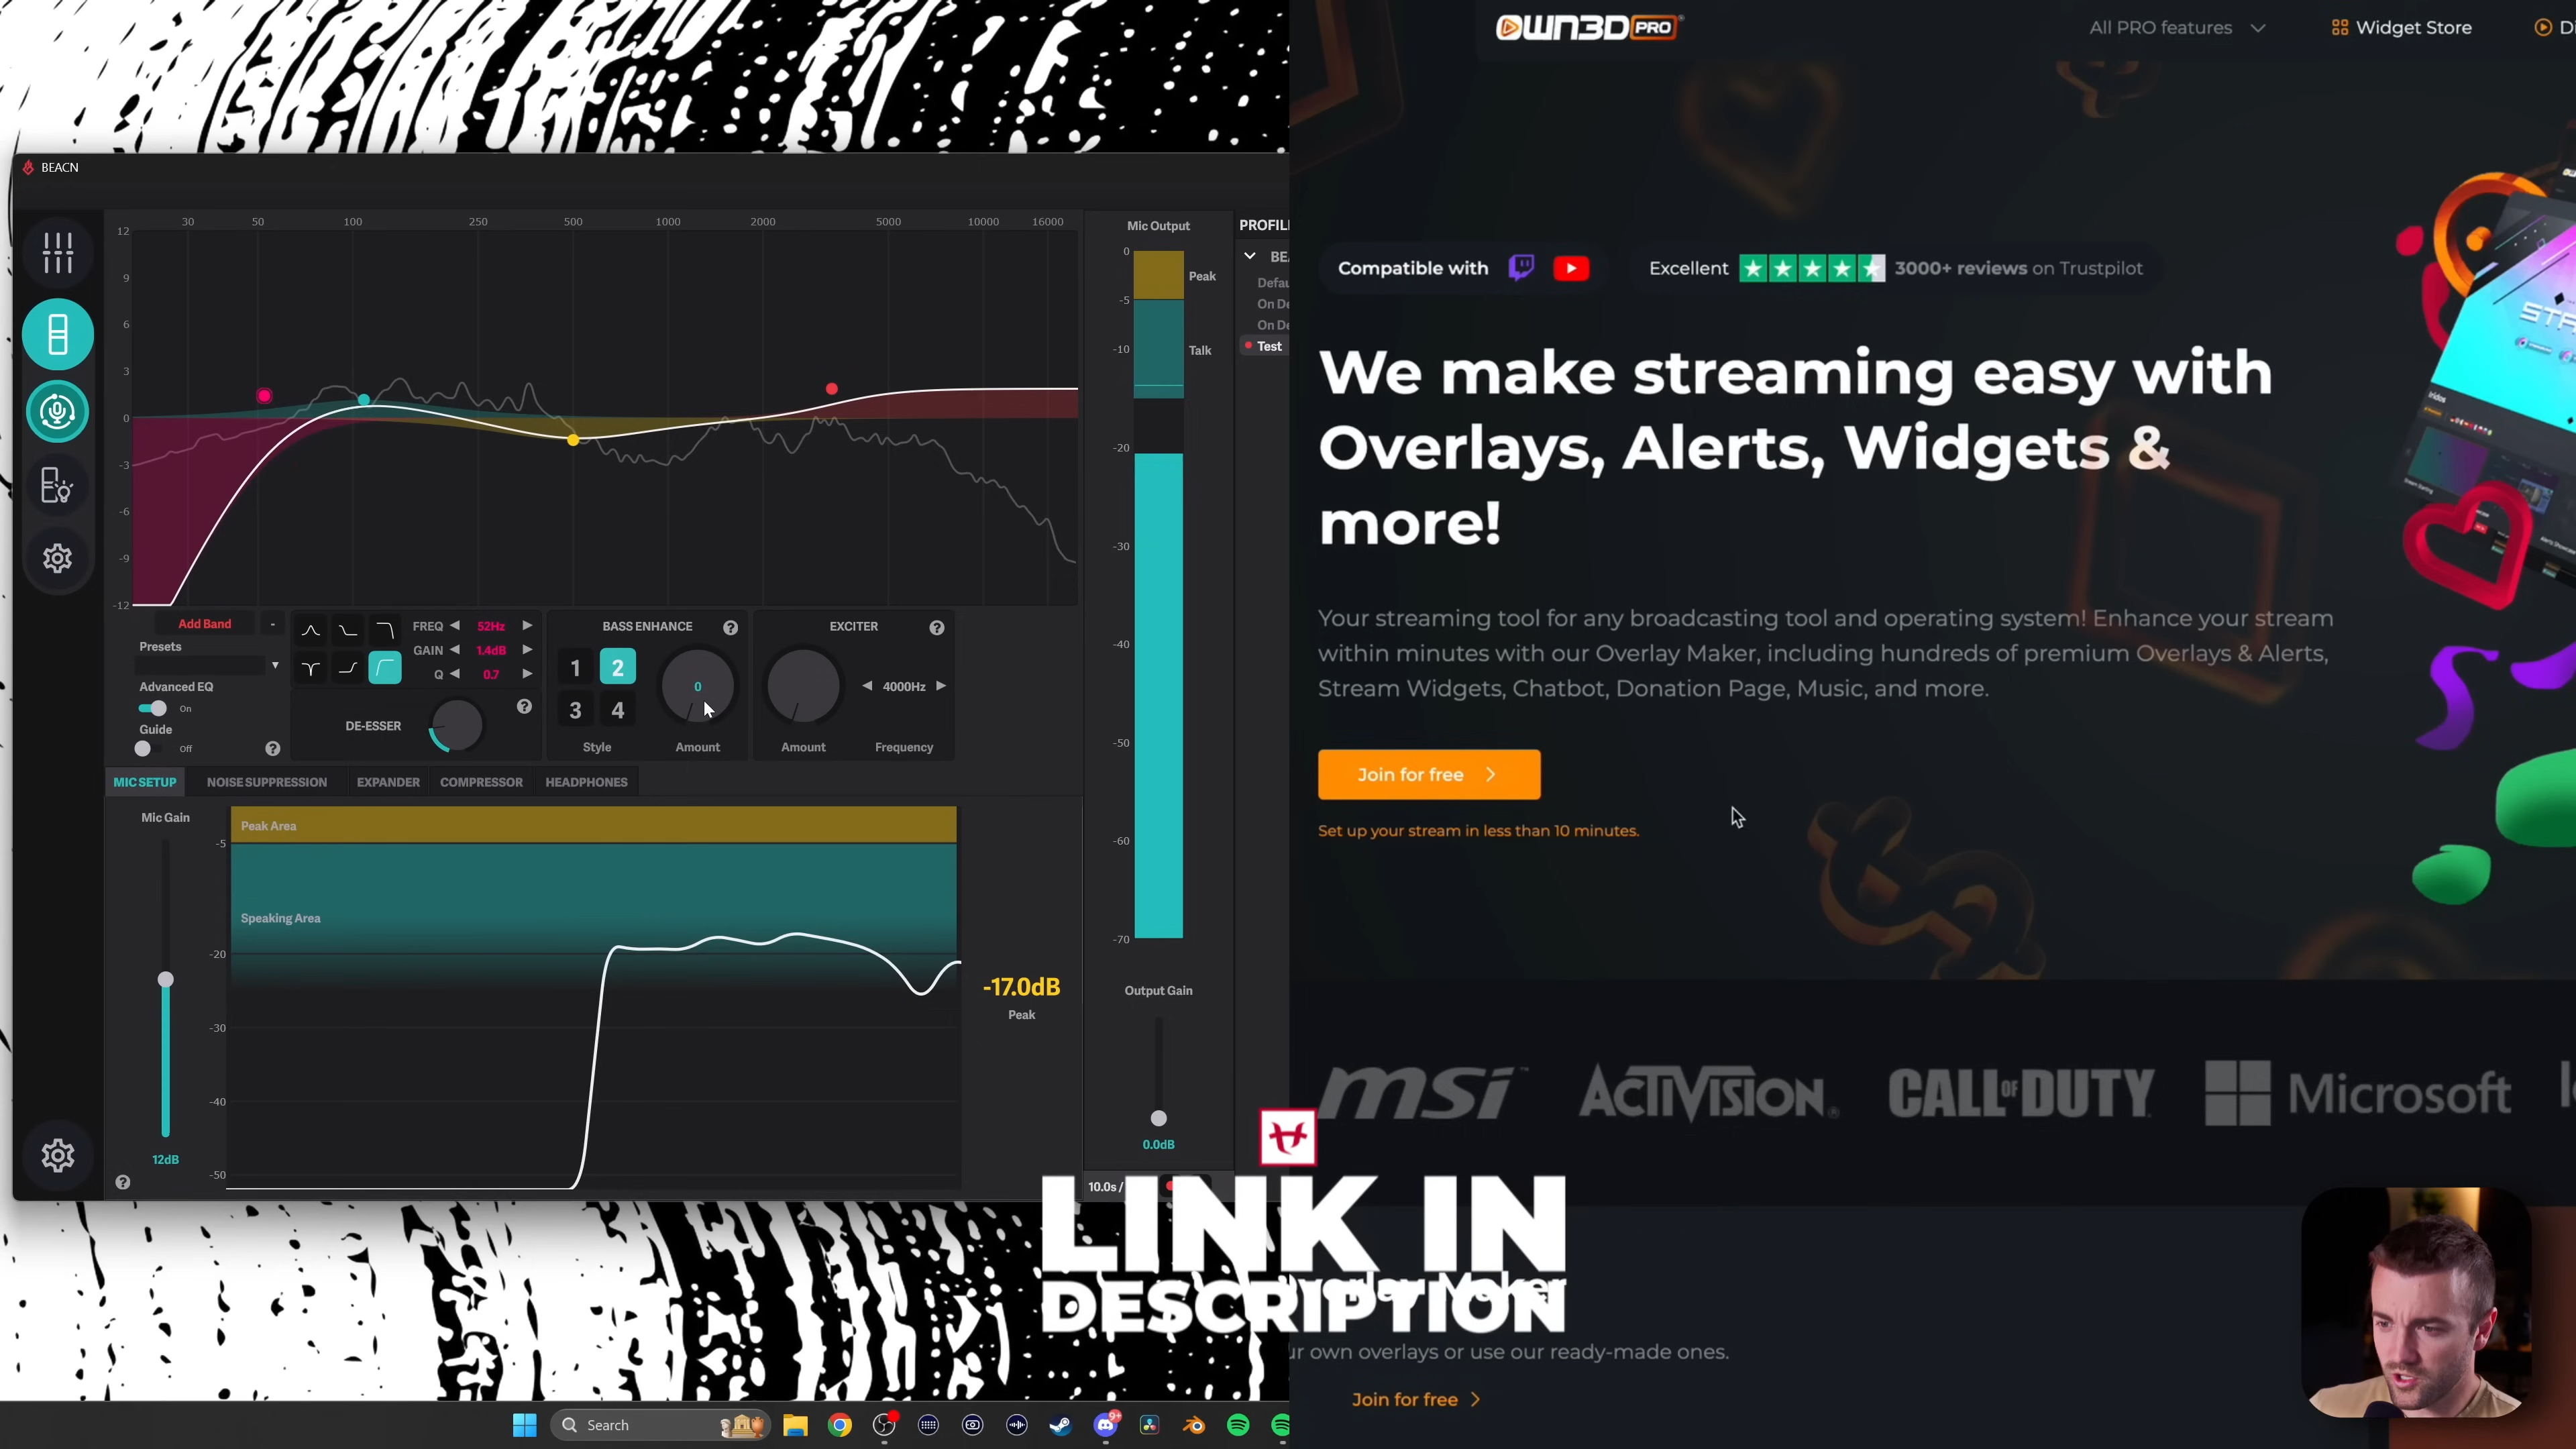 BEACN
30 50 100 250 500 1000 2000 5000 10000 16000
12
9
6
3
0
-3
-6
-9
-12
Add Band -
Presets
Advanced EQ
On
Guide
Off
FREQ 52Hz
GAIN 1.4dB
Q 0.7
DE-ESSER
BASS ENHANCE
1 2
3 4
0
Style Amount
EXCITER
4000Hz
Amount Frequency
MIC SETUP NOISE SUPPRESSION EXPANDER COMPRESSOR HEADPHONES
Mic Gain
12dB
Peak Area
-5
Speaking Area
-20
-30
-40
-50
-17.0dB
Peak
Mic Output
0
Peak
-5
Talk
-10
-20
-30
-40
-50
-60
-70
Output Gain
0.0dB
10.0s /
Test
OWN3D PRO
All PRO features
Widget Store
Compatible with
Excellent
3000+ reviews on Trustpilot
We make streaming easy with
Overlays, Alerts, Widgets &
more!
Your streaming tool for any broadcasting tool and operating system! Enhance your stream
within minutes with our Overlay Maker, including hundreds of premium Overlays & Alerts,
Stream Widgets, Chatbot, Donation Page, Music, and more.
Join for free
Set up your stream in less than 10 minutes.
msi ACTIVISION CALL OF DUTY Microsoft
LINK IN
DESCRIPTION
own overlays or use our ready-made ones.
Join for free
Search
9+